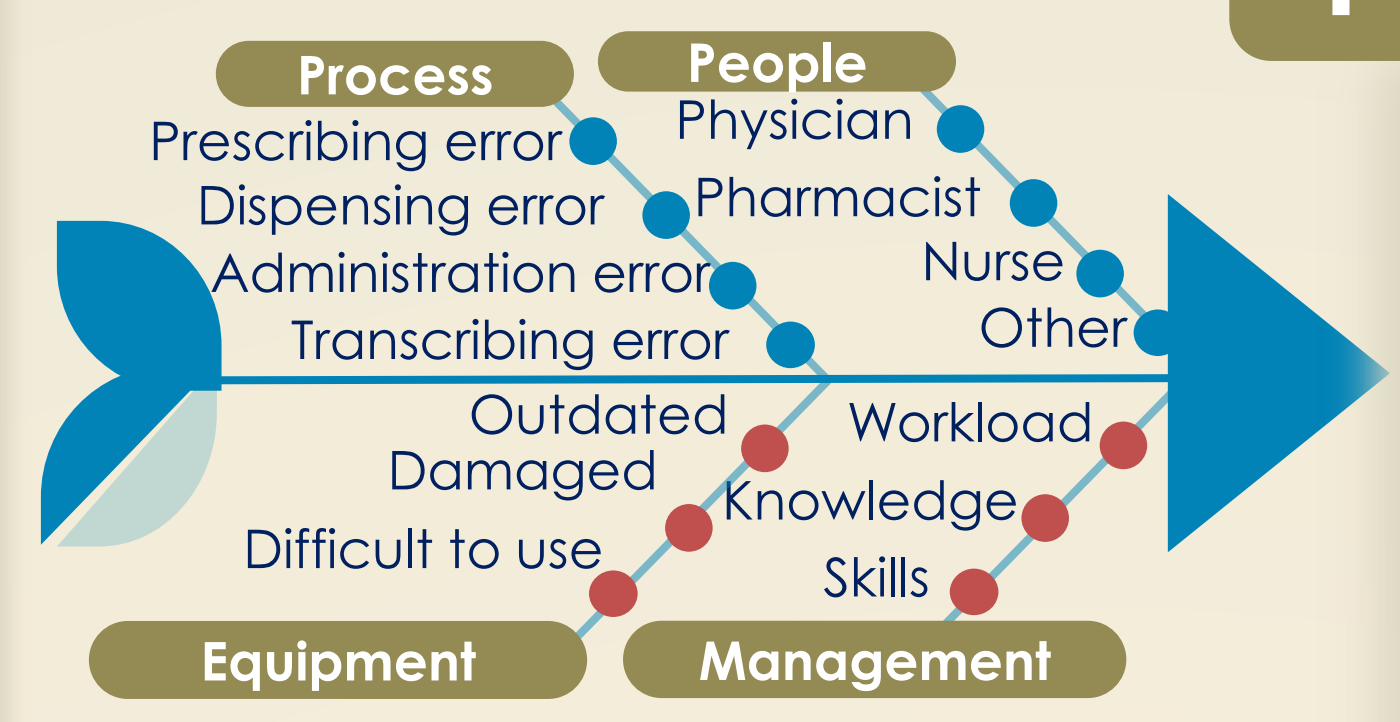 Process
People
Prescribing error
Physician
Dispensing error
Pharmacist
Administration error
Nurse
Transcribing error
Other
Outdated
Workload
Damaged
Knowledge
Difficult to use
Skills
Equipment
Management